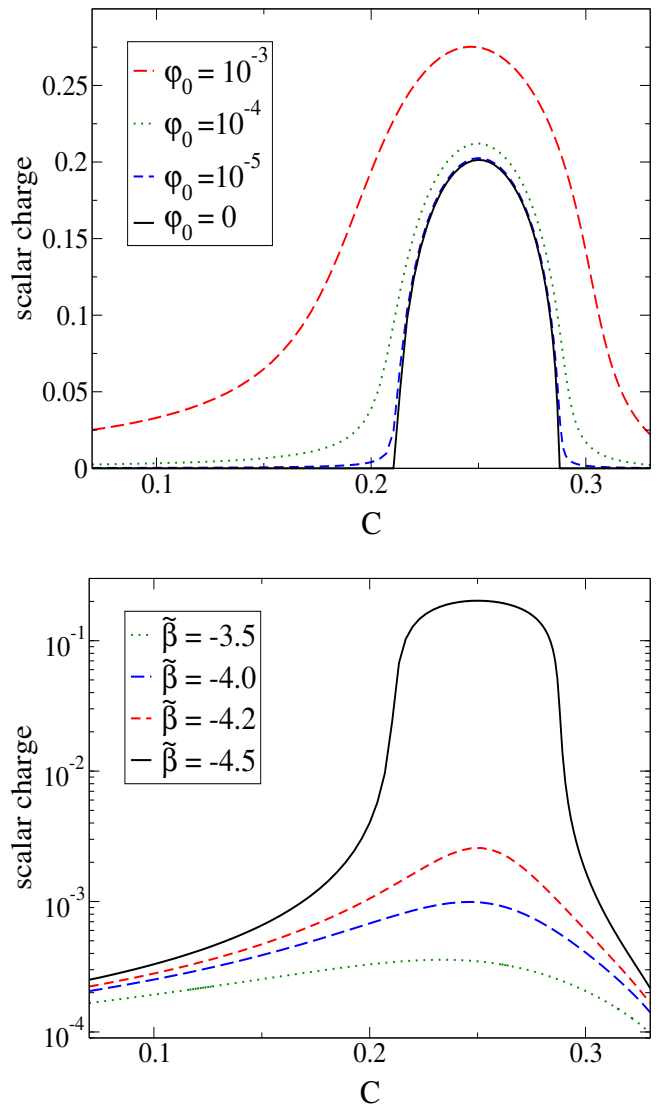 0.25
0.2
0.15
0.1
0.05
0
scalar charge
φ₀ = 10⁻³
φ₀ = 10⁻⁴
φ₀ = 10⁻⁵
φ₀ = 0
0.1 0.2 0.3
C
10⁻¹
10⁻²
10⁻³
10⁻⁴
scalar charge
β̃ = -3.5
β̃ = -4.0
β̃ = -4.2
β̃ = -4.5
0.1 0.2 0.3
C